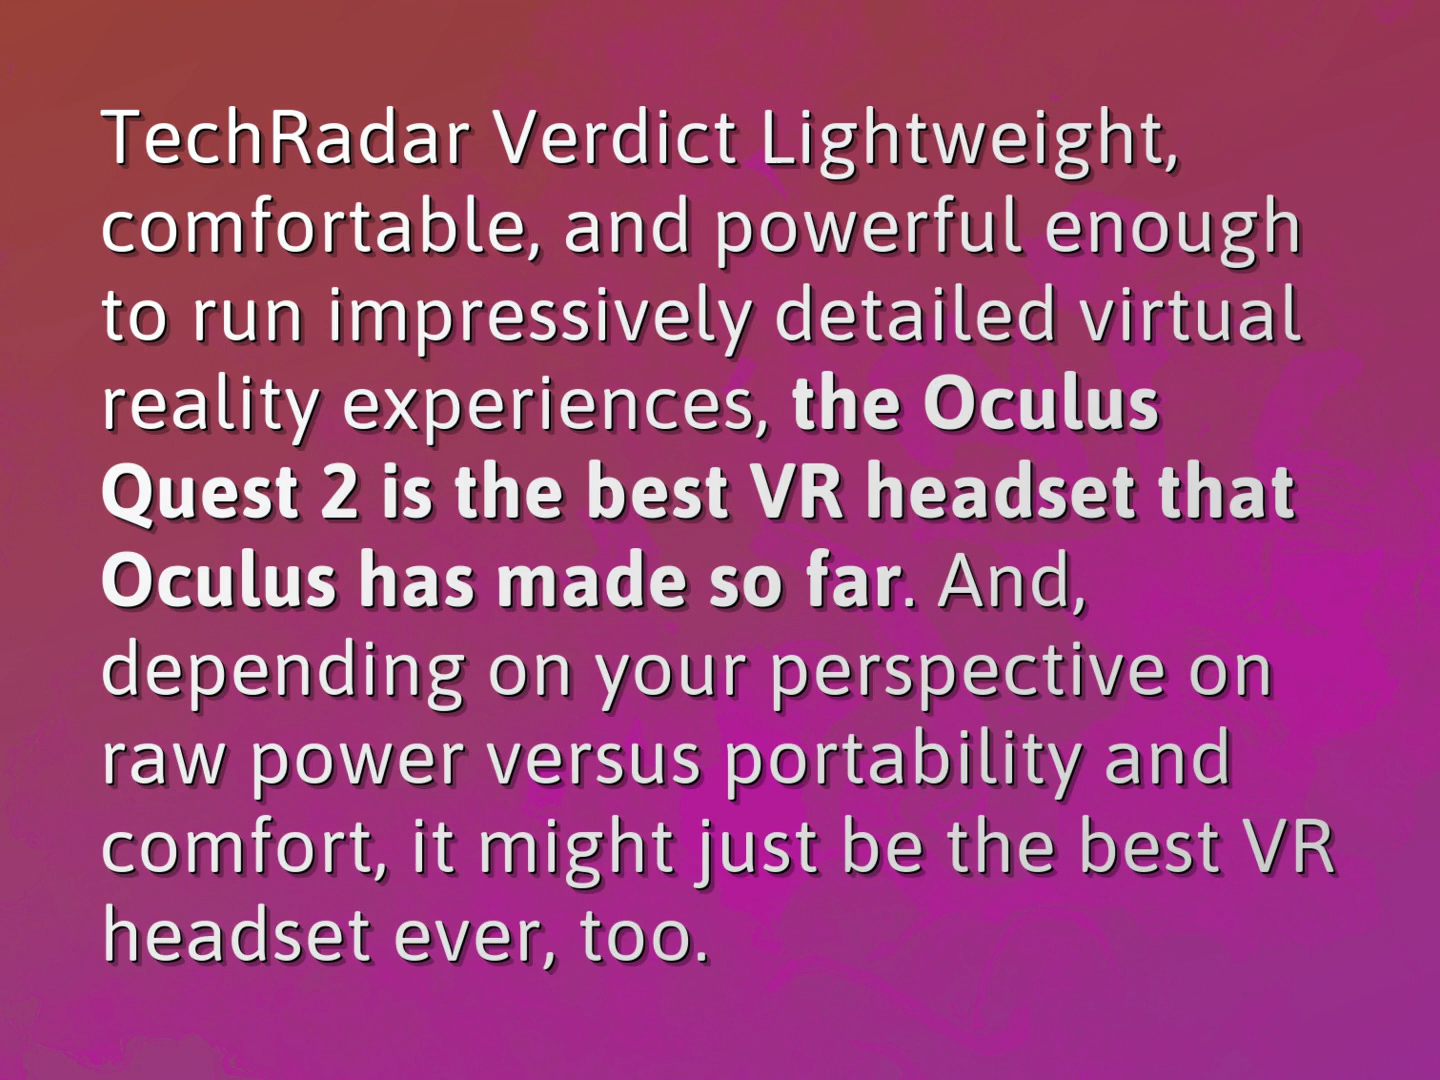 TechRadar Verdict Lightweight,
comfortable, and powerful enough
to run impressively detailed virtual
reality experiences, the Oculus
Quest 2 is the best VR headset that
Oculus has made so far. And,
depending on your perspective on
raw power versus portability and
comfort, it might just be the best VR
headset ever, too.